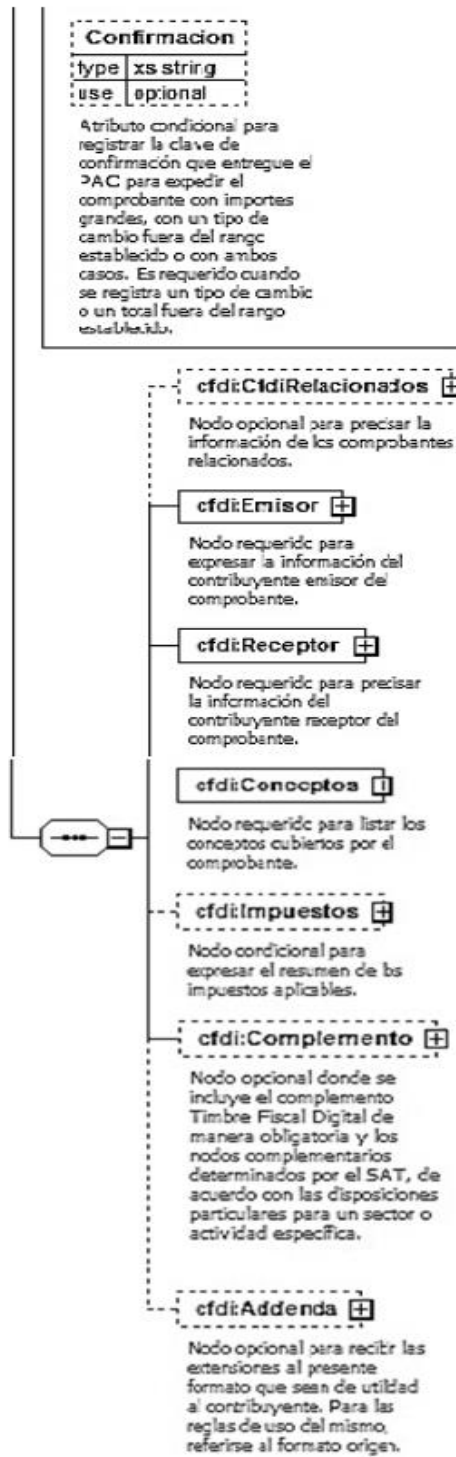 Confirmacion
type xs:string
use optional
Atributo condicional para
registrar la clave de
confirmación que entregue el
PAC para expedir el
comprobante con importes
grandes, con un tipo de
cambio fuera del rango
establecido o con ambos
casos. Es requerido cuando
se registra un tipo de cambio
o un total fuera del rango
establecido.
cfdi:CfdiRelacionados
Nodo opcional para precisar la
información de los comprobantes
relacionados.
cfdi:Emisor
Nodo requerido para
expresar la información del
contribuyente emisor del
comprobante.
cfdi:Receptor
Nodo requerido para precisar
la información del
contribuyente receptor del
comprobante.
cfdi:Conceptos
Nodo requerido para listar los
conceptos cubiertos por el
comprobante.
cfdi:Impuestos
Nodo condicional para
expresar el resumen de los
impuestos aplicables.
cfdi:Complemento
Nodo opcional donde se
incluye el complemento
Timbre Fiscal Digital de
manera obligatoria y los
nodos complementarios
determinados por el SAT, de
acuerdo con las disposiciones
particulares para un sector o
actividad específica.
cfdi:Addenda
Nodo opcional para recibir las
extensiones al presente
formato que sean de utilidad
al contribuyente. Para las
reglas de uso del mismo,
referirse al formato origen.